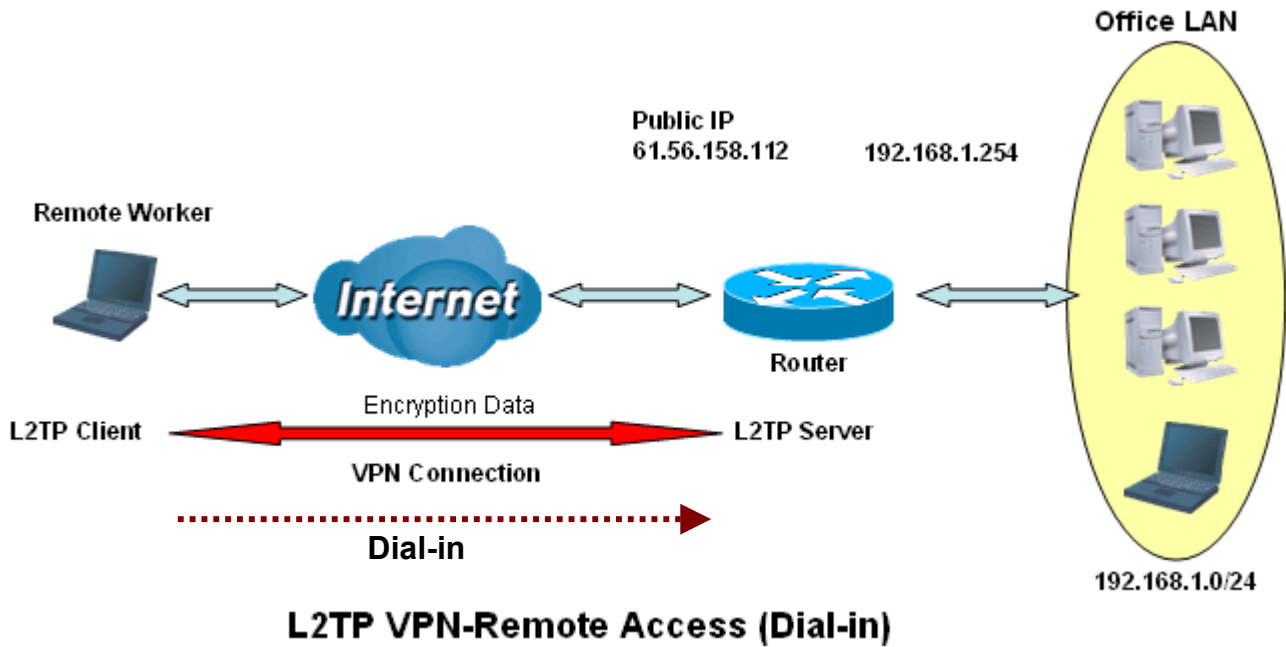 Office LAN
Public IP
61.56.158.112
192.168.1.254
Remote Worker
Internet
Router
Encryption Data
L2TP Client
L2TP Server
VPN Connection
Dial-in
192.168.1.0/24
L2TP VPN-Remote Access (Dial-in)